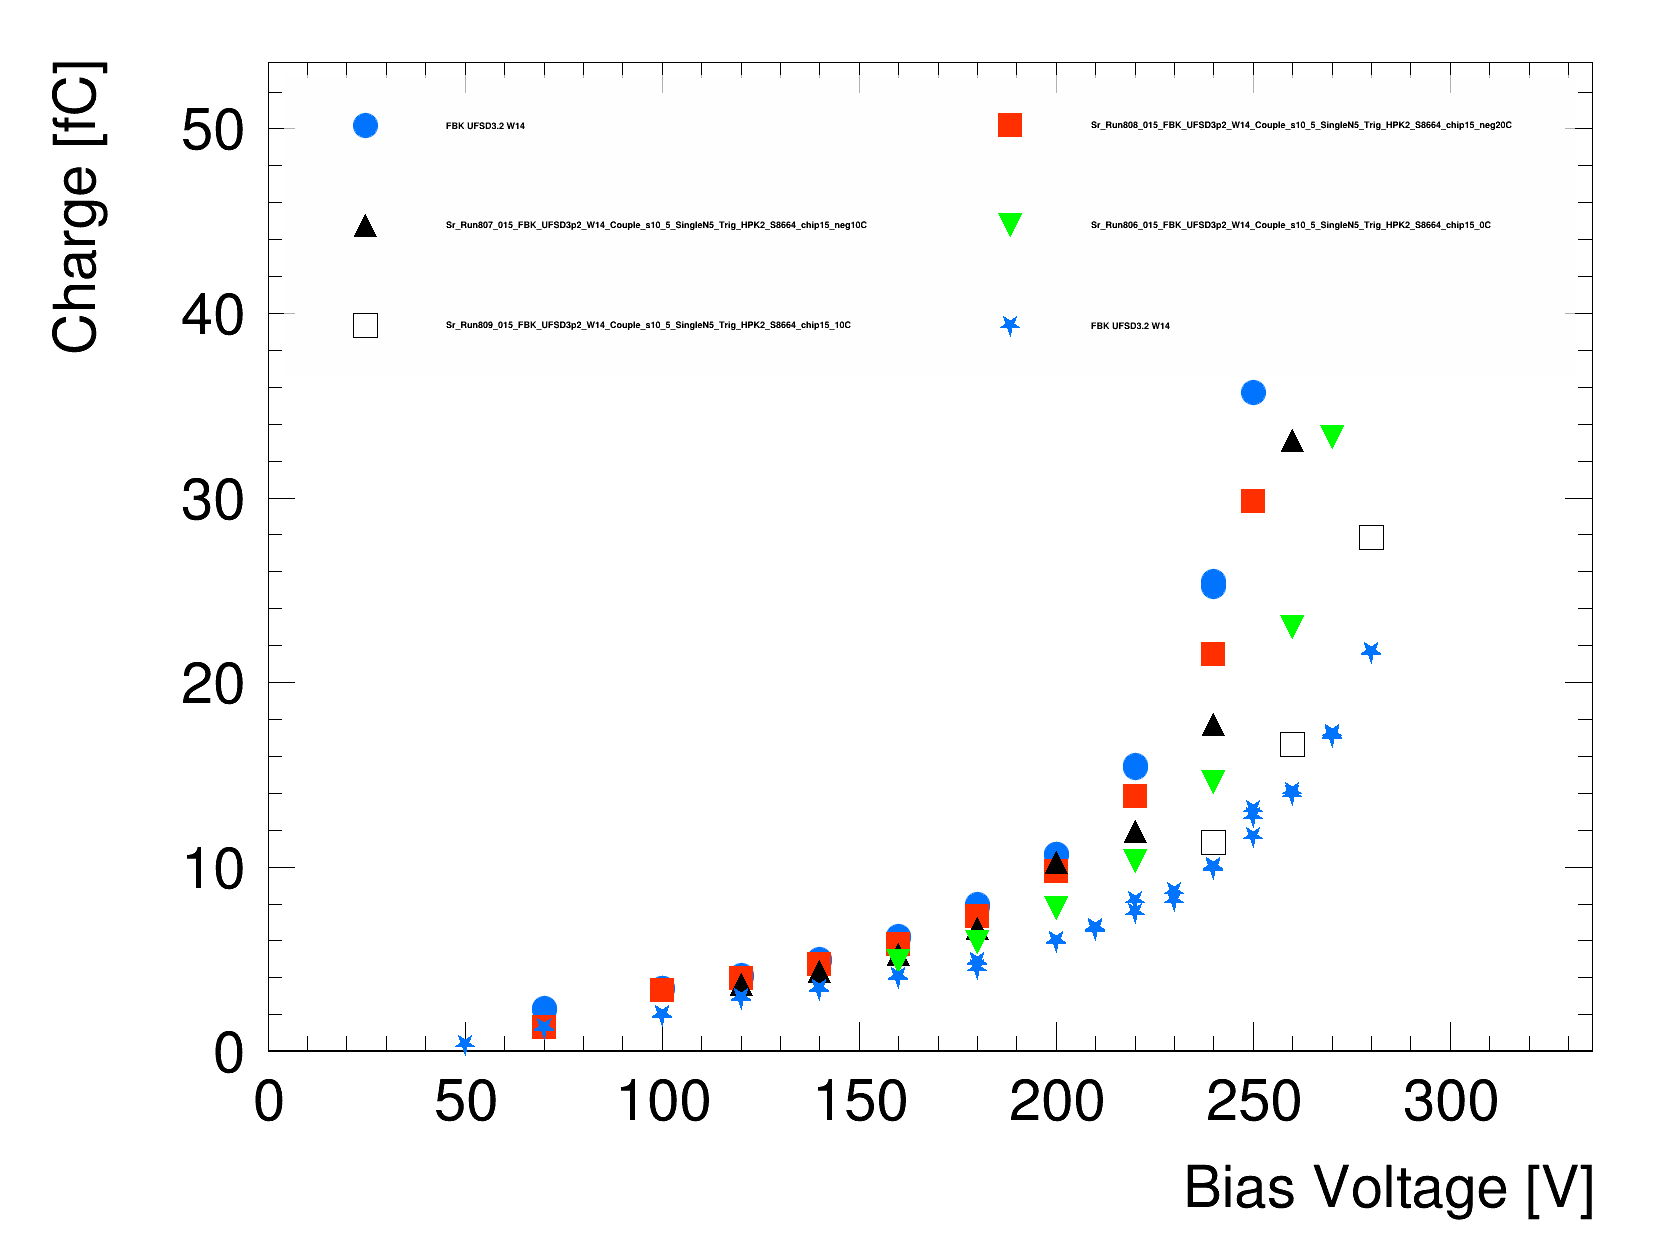 Charge [fC]
50
40
30
20
10
0
FBK UFSD3.2 W14
Sr_Run808_015_FBK_UFSD3p2_W14_Couple_s10_5_SingleN5_Trig_HPK2_S8664_chip15_neg20C
Sr_Run807_015_FBK_UFSD3p2_W14_Couple_s10_5_SingleN5_Trig_HPK2_S8664_chip15_neg10C
Sr_Run806_015_FBK_UFSD3p2_W14_Couple_s10_5_SingleN5_Trig_HPK2_S8664_chip15_0C
Sr_Run809_015_FBK_UFSD3p2_W14_Couple_s10_5_SingleN5_Trig_HPK2_S8664_chip15_10C
FBK UFSD3.2 W14
0 50 100 150 200 250 300
Bias Voltage [V]